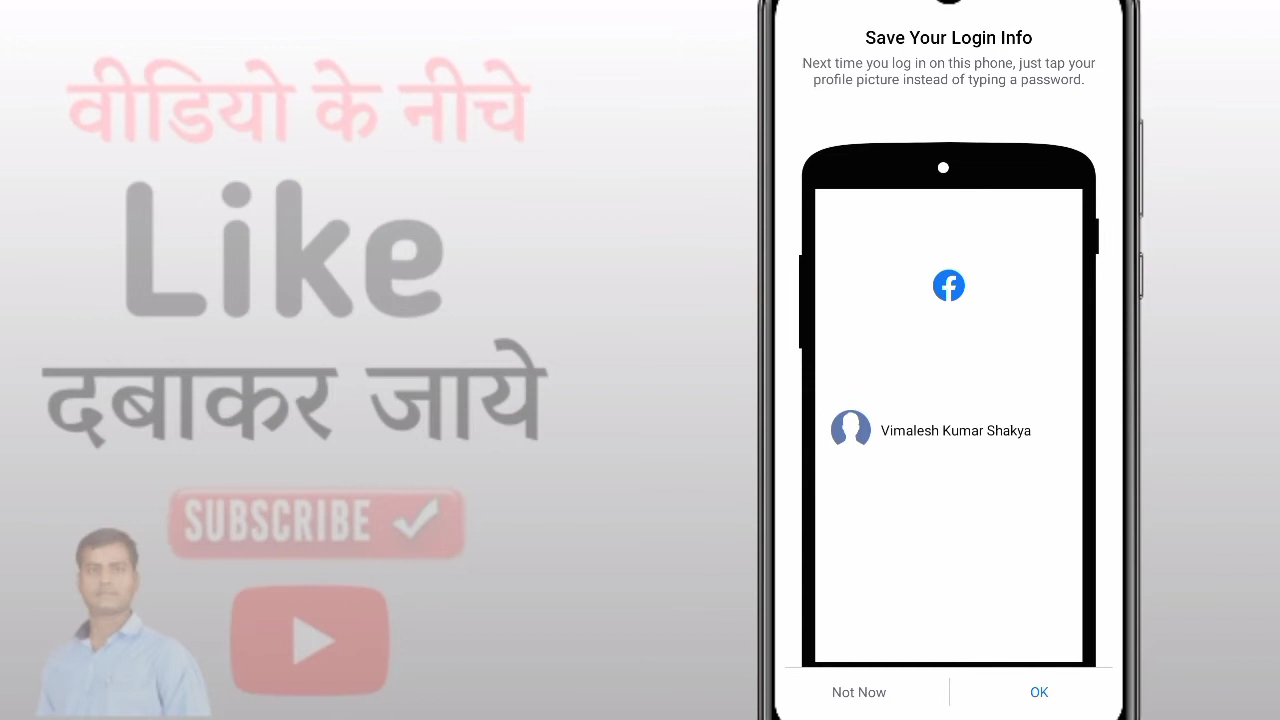 वीडियो के नीचे
Like
दबाकर जाये
SUBSCRIBE
Save Your Login Info
Next time you log in on this phone, just tap your
profile picture instead of typing a password.
Vimalesh Kumar Shakya
Not Now
OK